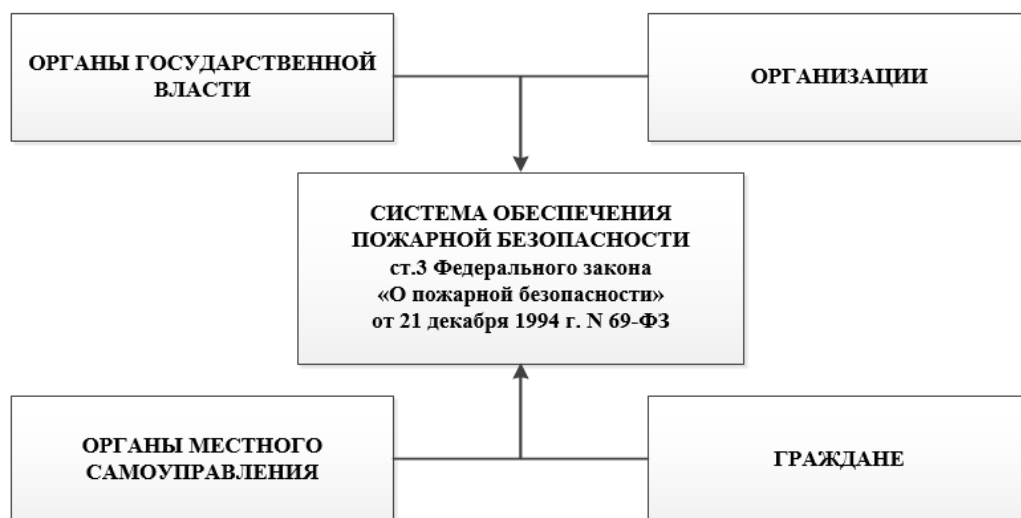 ОРГАНЫ ГОСУДАРСТВЕННОЙ
ВЛАСТИ
ОРГАНИЗАЦИИ
СИСТЕМА ОБЕСПЕЧЕНИЯ
ПОЖАРНОЙ БЕЗОПАСНОСТИ
ст.3 Федерального закона
«О пожарной безопасности»
от 21 декабря 1994 г. N 69-ФЗ
ОРГАНЫ МЕСТНОГО
САМОУПРАВЛЕНИЯ
ГРАЖДАНЕ